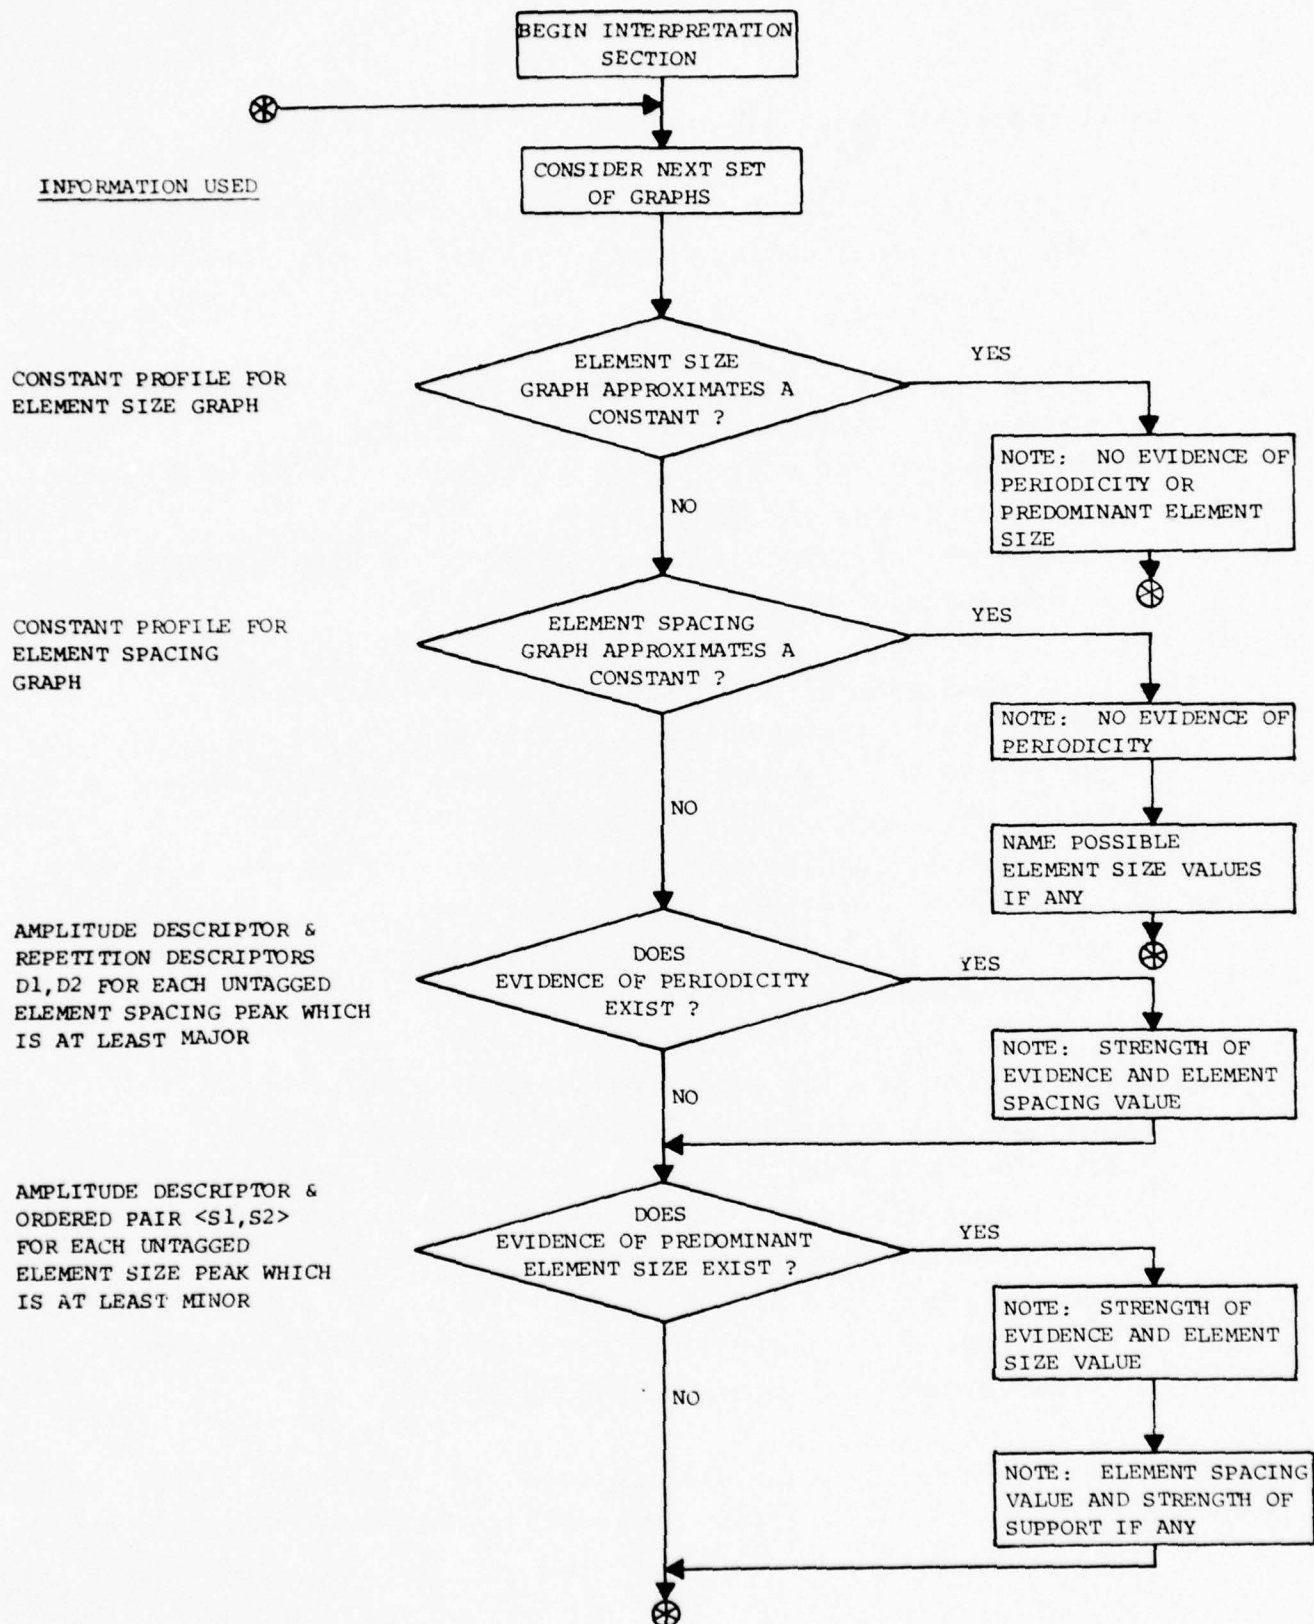 BEGIN INTERPRETATION
SECTION
INFORMATION USED
CONSIDER NEXT SET
OF GRAPHS
CONSTANT PROFILE FOR
ELEMENT SIZE GRAPH
ELEMENT SIZE
GRAPH APPROXIMATES A
CONSTANT ?
YES
NO
NOTE: NO EVIDENCE OF
PERIODICITY OR
PREDOMINANT ELEMENT
SIZE
CONSTANT PROFILE FOR
ELEMENT SPACING
GRAPH
ELEMENT SPACING
GRAPH APPROXIMATES A
CONSTANT ?
YES
NO
NOTE: NO EVIDENCE OF
PERIODICITY
NAME POSSIBLE
ELEMENT SIZE VALUES
IF ANY
AMPLITUDE DESCRIPTOR &
REPETITION DESCRIPTORS
D1,D2 FOR EACH UNTAGGED
ELEMENT SPACING PEAK WHICH
IS AT LEAST MAJOR
DOES
EVIDENCE OF PERIODICITY
EXIST ?
YES
NO
NOTE: STRENGTH OF
EVIDENCE AND ELEMENT
SPACING VALUE
AMPLITUDE DESCRIPTOR &
ORDERED PAIR <S1,S2>
FOR EACH UNTAGGED
ELEMENT SIZE PEAK WHICH
IS AT LEAST MINOR
DOES
EVIDENCE OF PREDOMINANT
ELEMENT SIZE EXIST ?
YES
NO
NOTE: STRENGTH OF
EVIDENCE AND ELEMENT
SIZE VALUE
NOTE: ELEMENT SPACING
VALUE AND STRENGTH OF
SUPPORT IF ANY